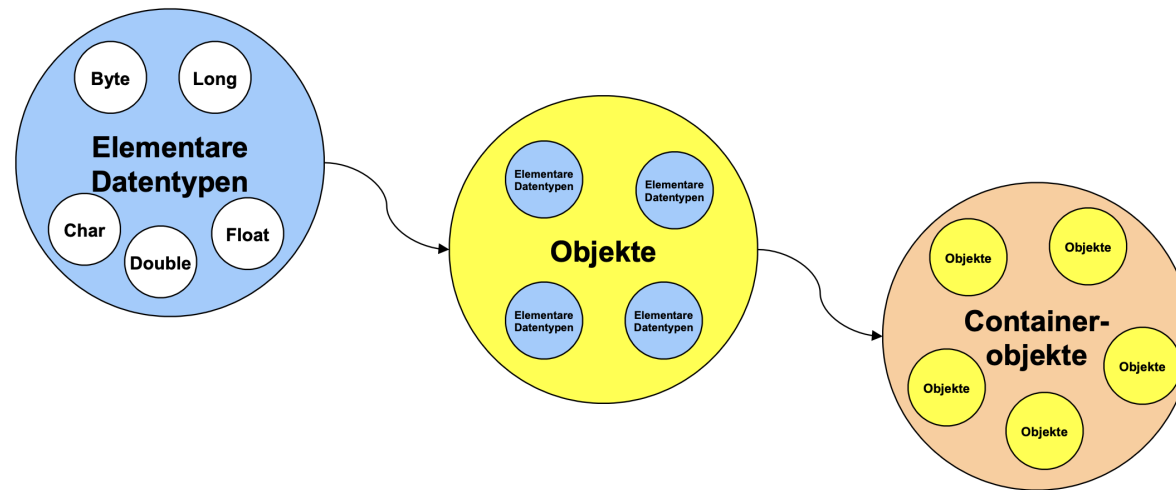 Byte
Long
Elementare
Datentypen
Char
Double
Float
Elementare
Datentypen
Elementare
Datentypen
Objekte
Elementare
Datentypen
Elementare
Datentypen
Objekte
Objekte
Container-
objekte
Objekte
Objekte
Objekte